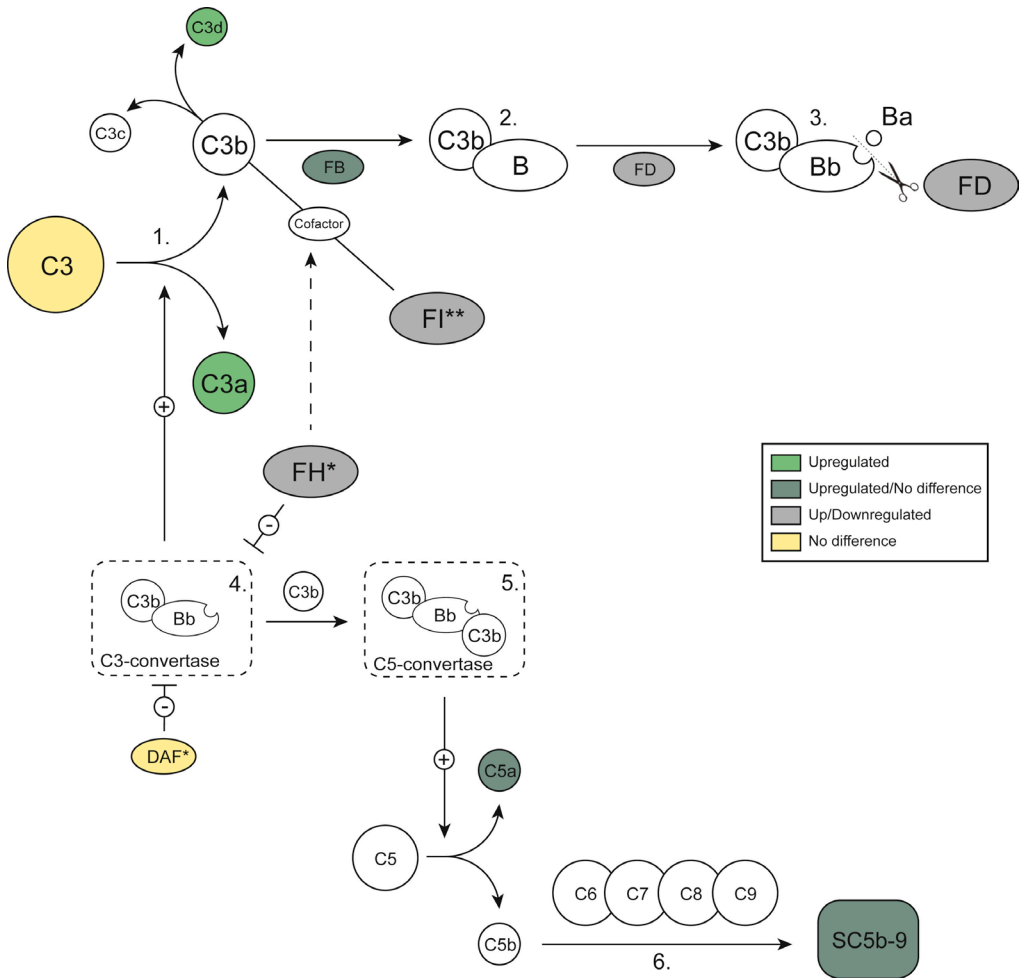 C3d
C3c
C3b
FB
C3b
2.
B
FD
C3b
3.
Ba
Bb
FD
Cofactor
1.
C3
FI**
C3a
+
FH*
-
Upregulated
Upregulated/No difference
Up/Downregulated
No difference
4.
C3b
Bb
C3-convertase
C3b
5.
C3b
Bb
C3b
C5-convertase
-
DAF*
+
C5a
C5
C6
C7
C8
C9
C5b
6.
SC5b-9